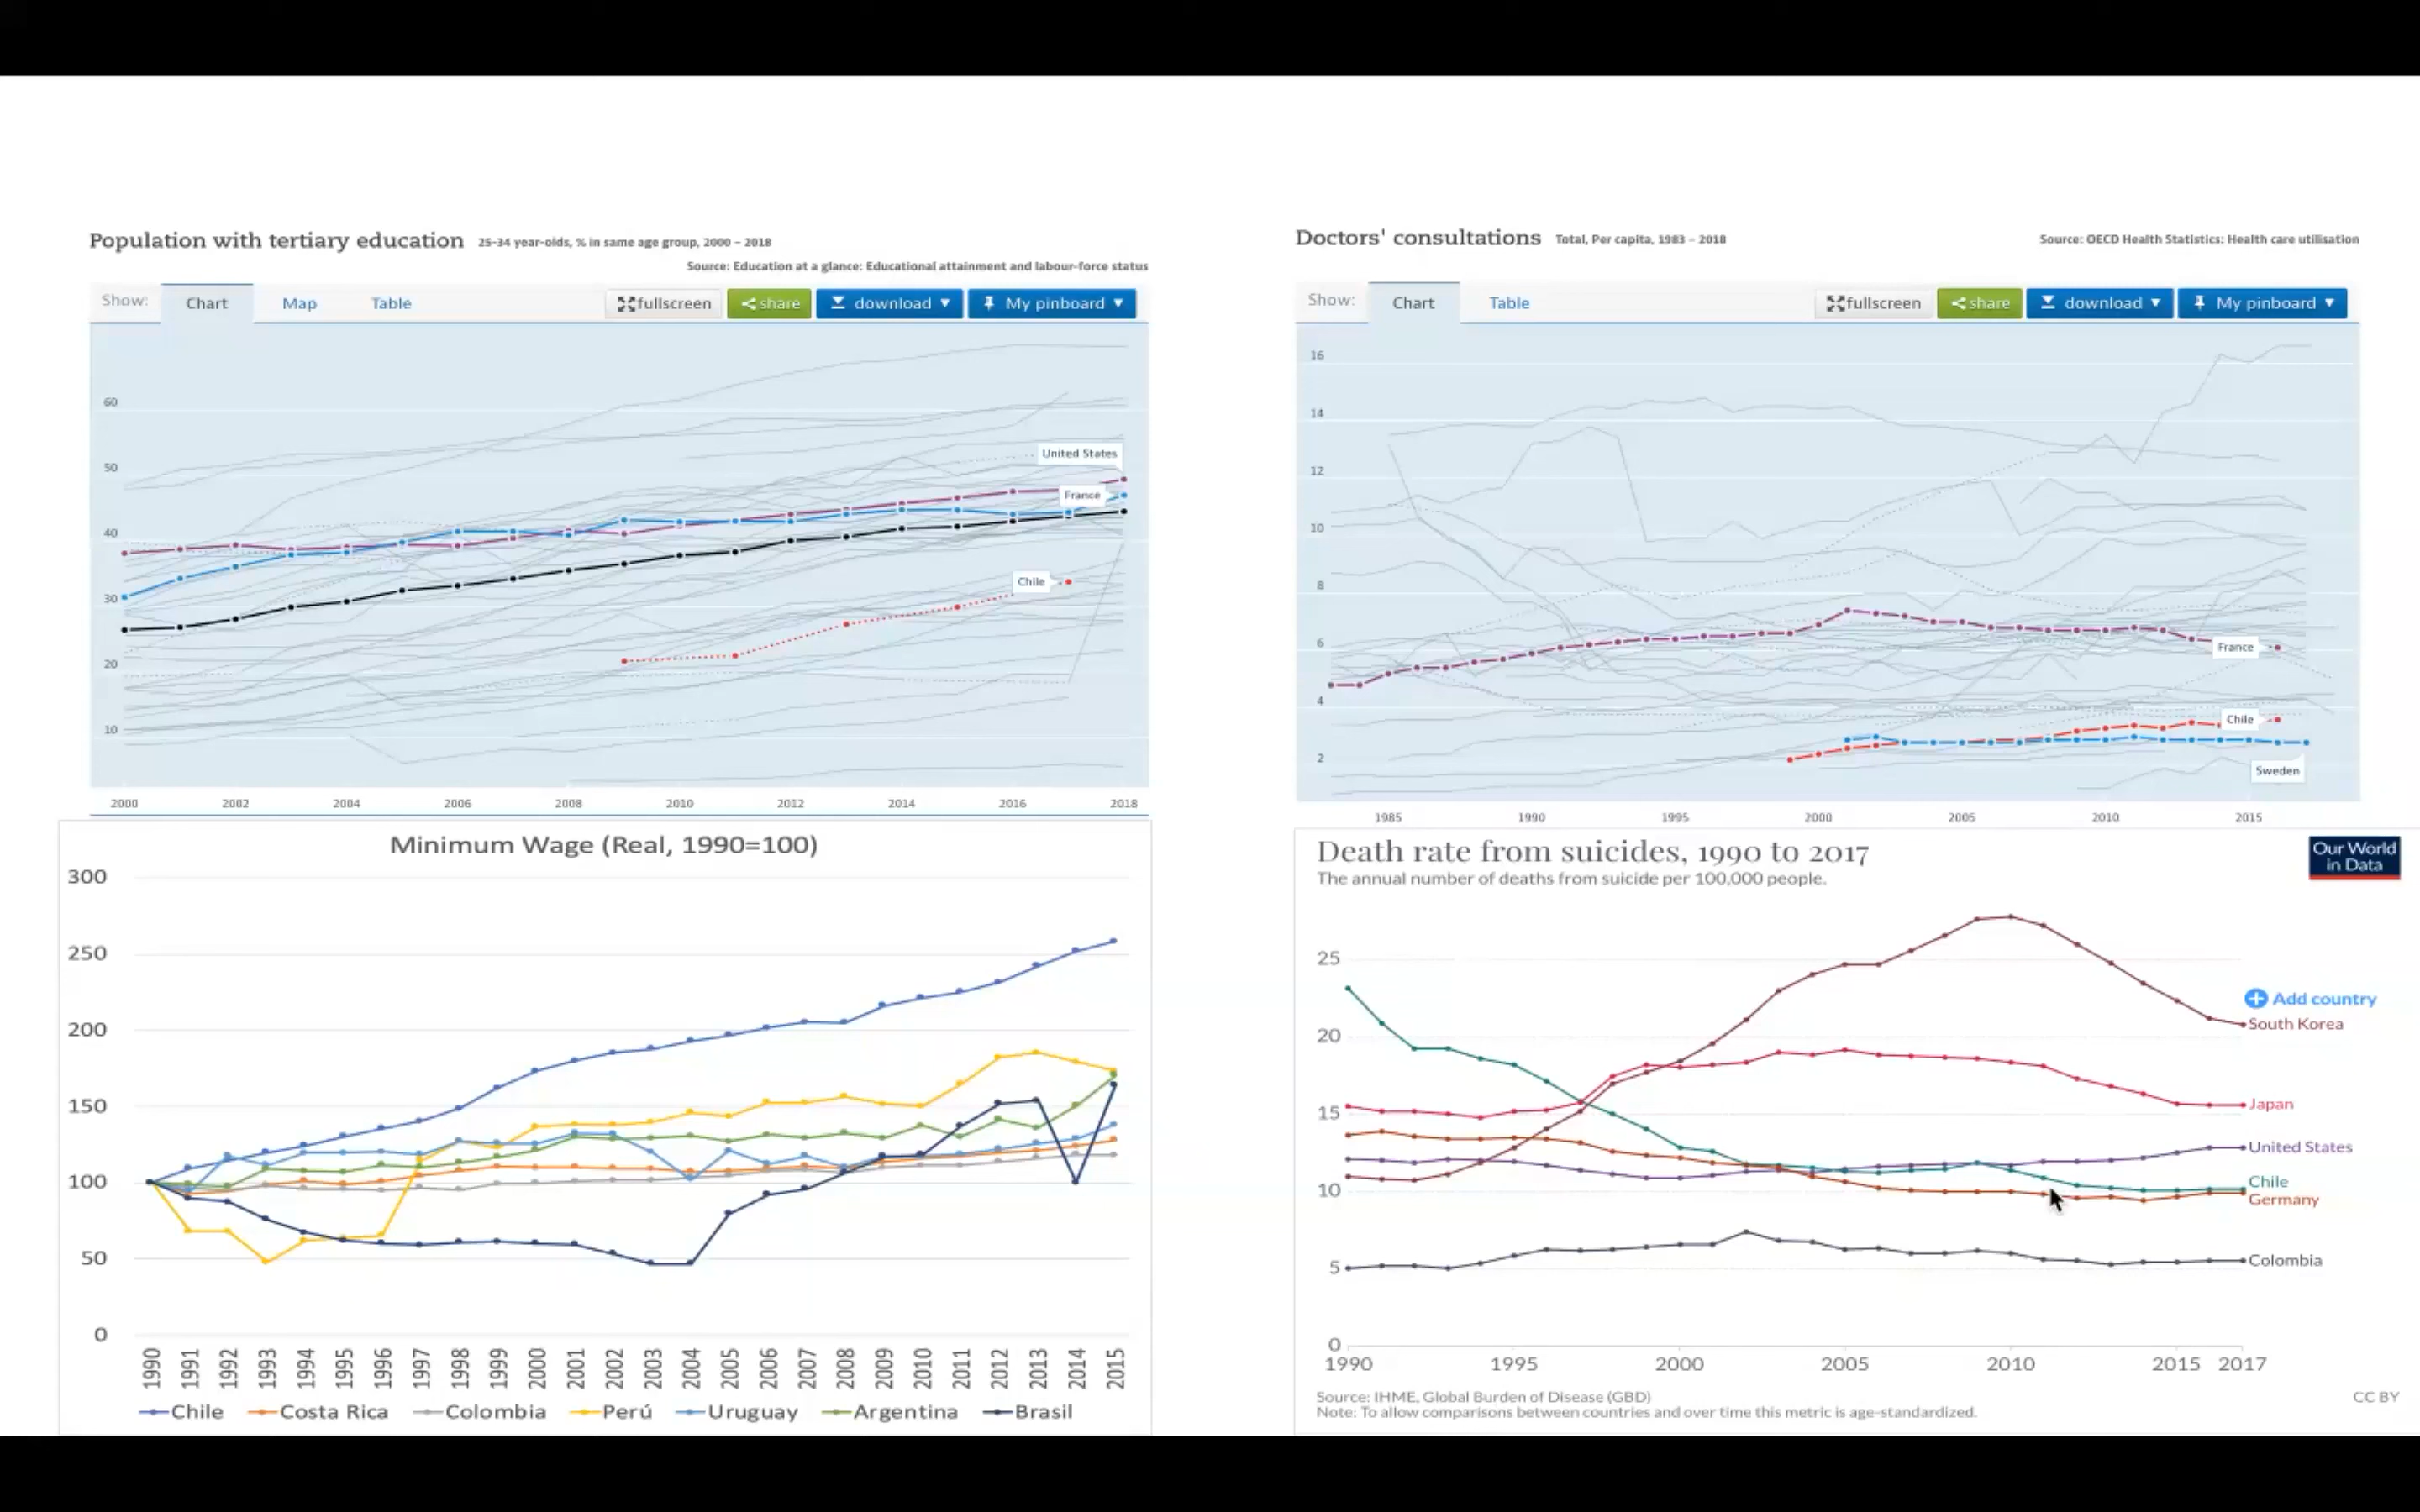 Population with tertiary education 25-34 year-olds, % in same age group, 2000 – 2018
Source: Education at a glance: Educational attainment and labour-force status
Show: Chart Map Table fullscreen share download ▼ My pinboard ▼
60
50
40
30
20
10
United States
France
Chile
2000 2002 2004 2006 2008 2010 2012 2014 2016 2018
Doctors' consultations Total, Per capita, 1983 – 2018 Source: OECD Health Statistics: Health care utilisation
Show: Chart Table fullscreen share download ▼ My pinboard ▼
16
14
12
10
8
6
4
2
France
Chile
Sweden
1985 1990 1995 2000 2005 2010 2015
Minimum Wage (Real, 1990=100)
300
250
200
150
100
50
0
1990 1991 1992 1993 1994 1995 1996 1997 1998 1999 2000 2001 2002 2003 2004 2005 2006 2007 2008 2009 2010 2011 2012 2013 2014 2015
Chile Costa Rica Colombia Perú Uruguay Argentina Brasil
Death rate from suicides, 1990 to 2017
The annual number of deaths from suicide per 100,000 people.
Our World
in Data
25
20
15
10
5
0
Add country
South Korea
Japan
United States
Chile
Germany
Colombia
1990 1995 2000 2005 2010 2015 2017
Source: IHME, Global Burden of Disease (GBD)
Note: To allow comparisons between countries and over time this metric is age-standardized.
CC BY